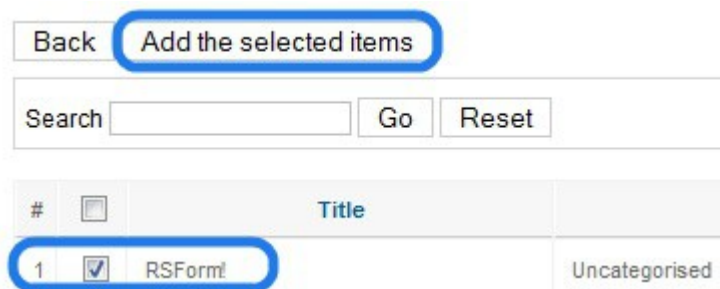 Back Add the selected items
Search Go Reset
# Title
1 RSForm! Uncategorised